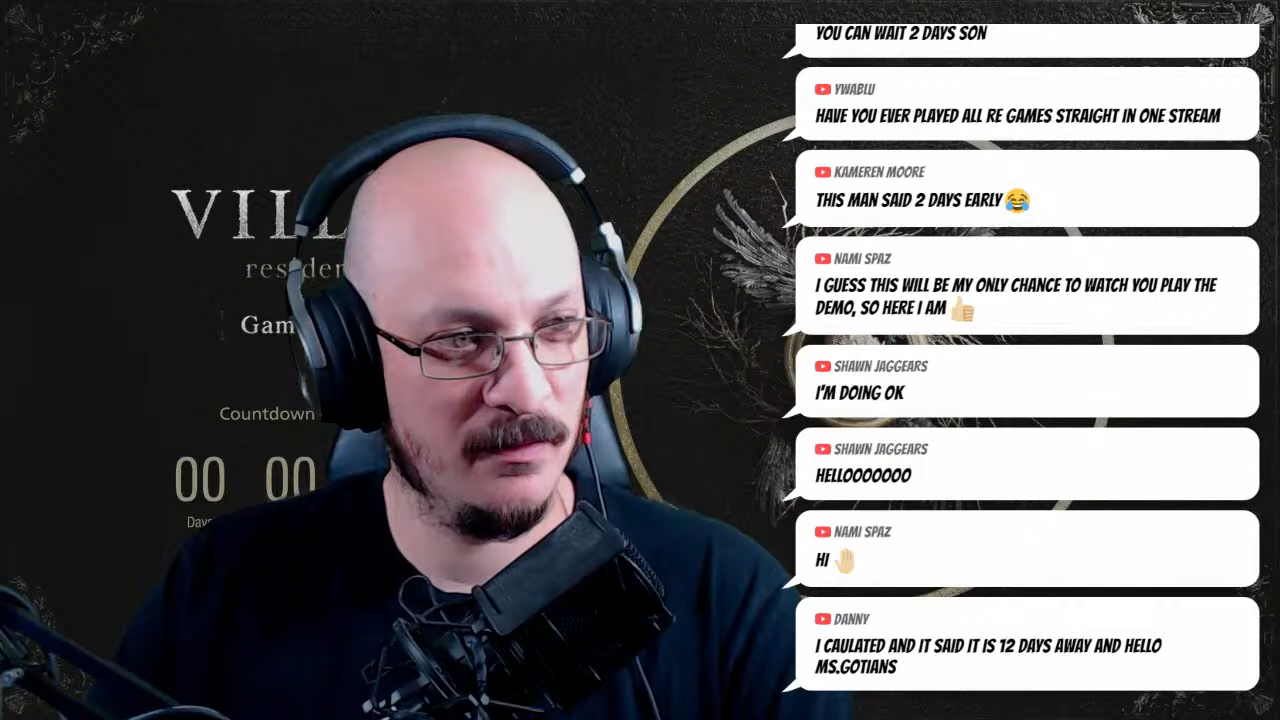 VILL
resider
Gam
Countdown
00 00
Days
YOU CAN WAIT 2 DAYS SON
YWABLU
HAVE YOU EVER PLAYED ALL RE GAMES STRAIGHT IN ONE STREAM
KAMEREN MOORE
THIS MAN SAID 2 DAYS EARLY😂
NAMI SPAZ
I GUESS THIS WILL BE MY ONLY CHANCE TO WATCH YOU PLAY THE
DEMO, SO HERE I AM👍🏼
SHAWN JAGGEARS
I'M DOING OK
SHAWN JAGGEARS
HELLOOOOOOO
NAMI SPAZ
HI 🤚🏼
DANNY
I CAULATED AND IT SAID IT IS 12 DAYS AWAY AND HELLO
MS.GOTIANS